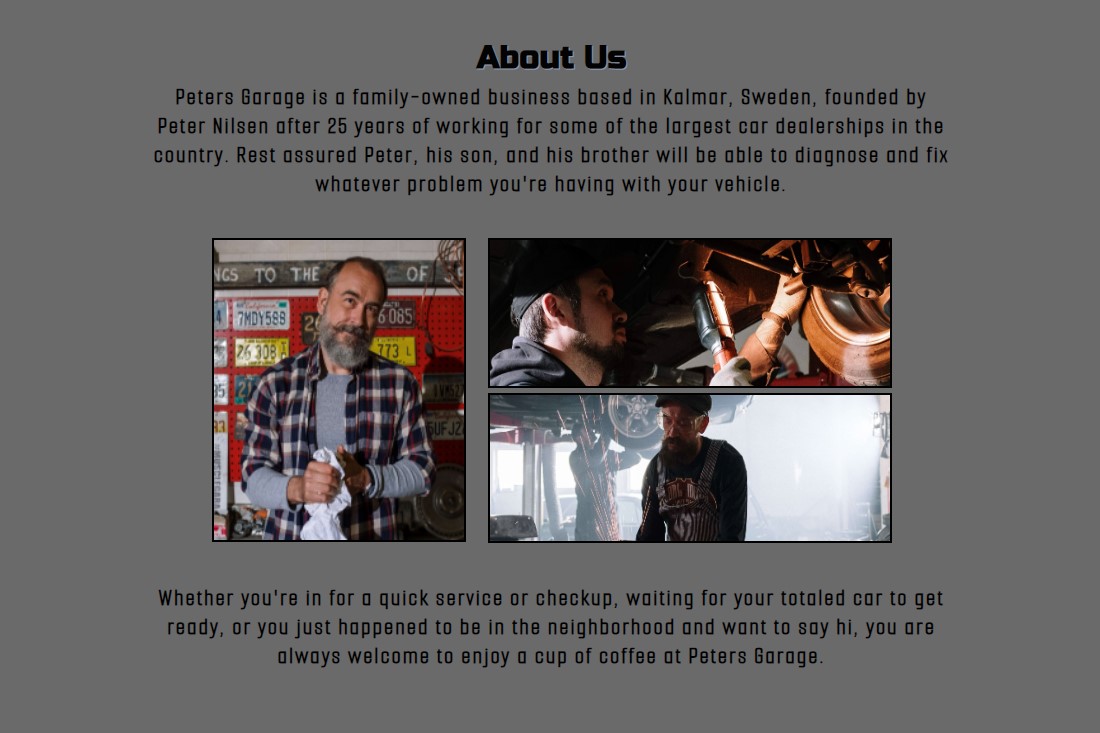 About Us
Peters Garage is a family-owned business based in Kalmar, Sweden, founded by
Peter Nilsen after 25 years of working for some of the largest car dealerships in the
country. Rest assured Peter, his son, and his brother will be able to diagnose and fix
whatever problem you're having with your vehicle.
NGS TO THE OF
California
7MDY588
6 085
26 308
773 L
Whether you're in for a quick service or checkup, waiting for your totaled car to get
ready, or you just happened to be in the neighborhood and want to say hi, you are
always welcome to enjoy a cup of coffee at Peters Garage.